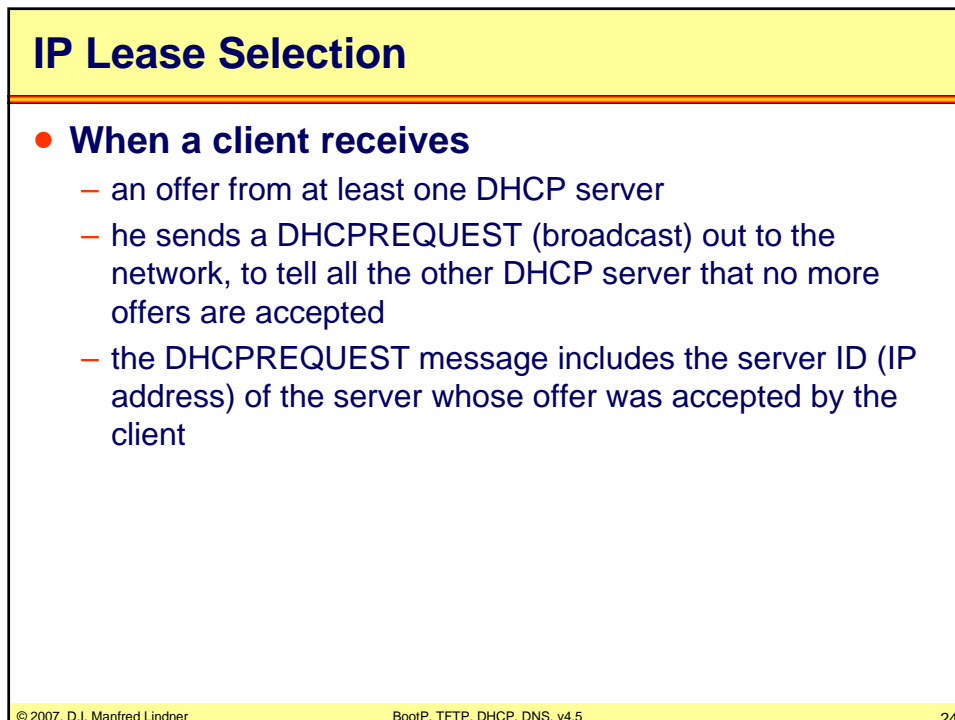 IP Lease Selection
• When a client receives
– an offer from at least one DHCP server
– he sends a DHCPREQUEST (broadcast) out to the
network, to tell all the other DHCP server that no more
offers are accepted
– the DHCPREQUEST message includes the server ID (IP
address) of the server whose offer was accepted by the
client
© 2007, D.I. Manfred Lindner BootP, TFTP, DHCP, DNS, v4.5 24